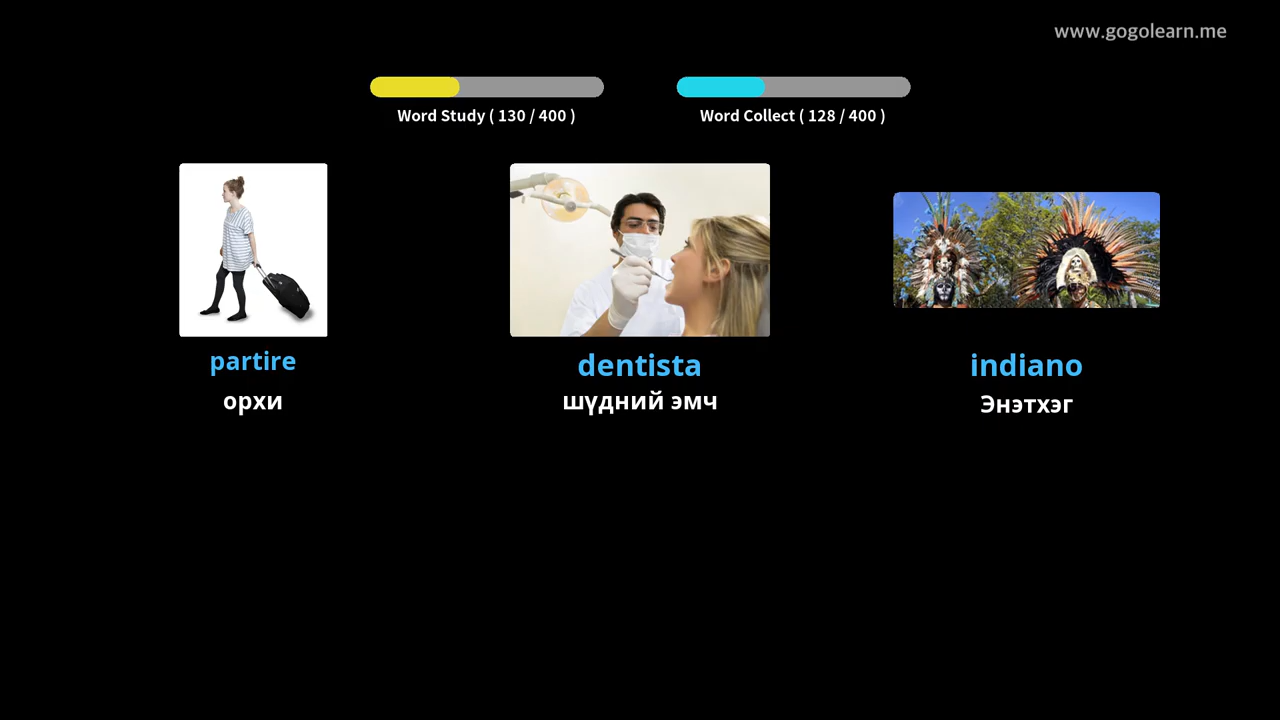 www.gogolearn.me
Word Study ( 130 / 400 )
Word Collect ( 128 / 400 )
partire
dentista
indiano
орхи
шүдний эмч
Энэтхэг